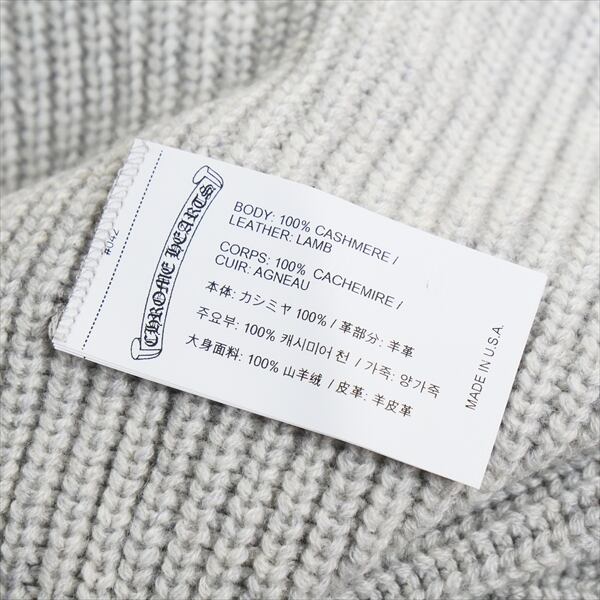 #042
CHROME HEARTS
BODY: 100% CASHMERE /
LEATHER: LAMB
CORPS: 100% CACHEMIRE /
CUIR: AGNEAU
本体: カシミヤ 100% / 革部分: 羊革
주요부: 100% 캐시미어 천 / 가죽: 양가죽
大身面料: 100% 山羊绒 / 皮革: 羊皮革
MADE IN U.S.A.